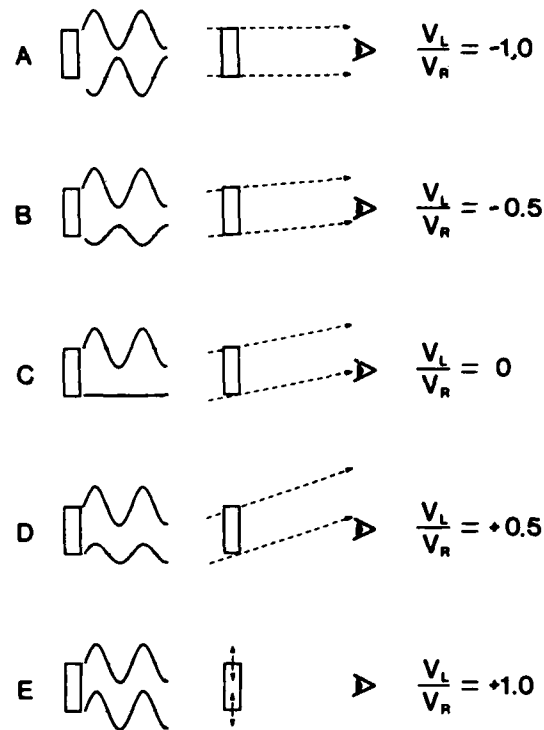 A V_L / V_R = -1.0
B V_L / V_R = -0.5
C V_L / V_R = 0
D V_L / V_R = +0.5
E V_L / V_R = +1.0